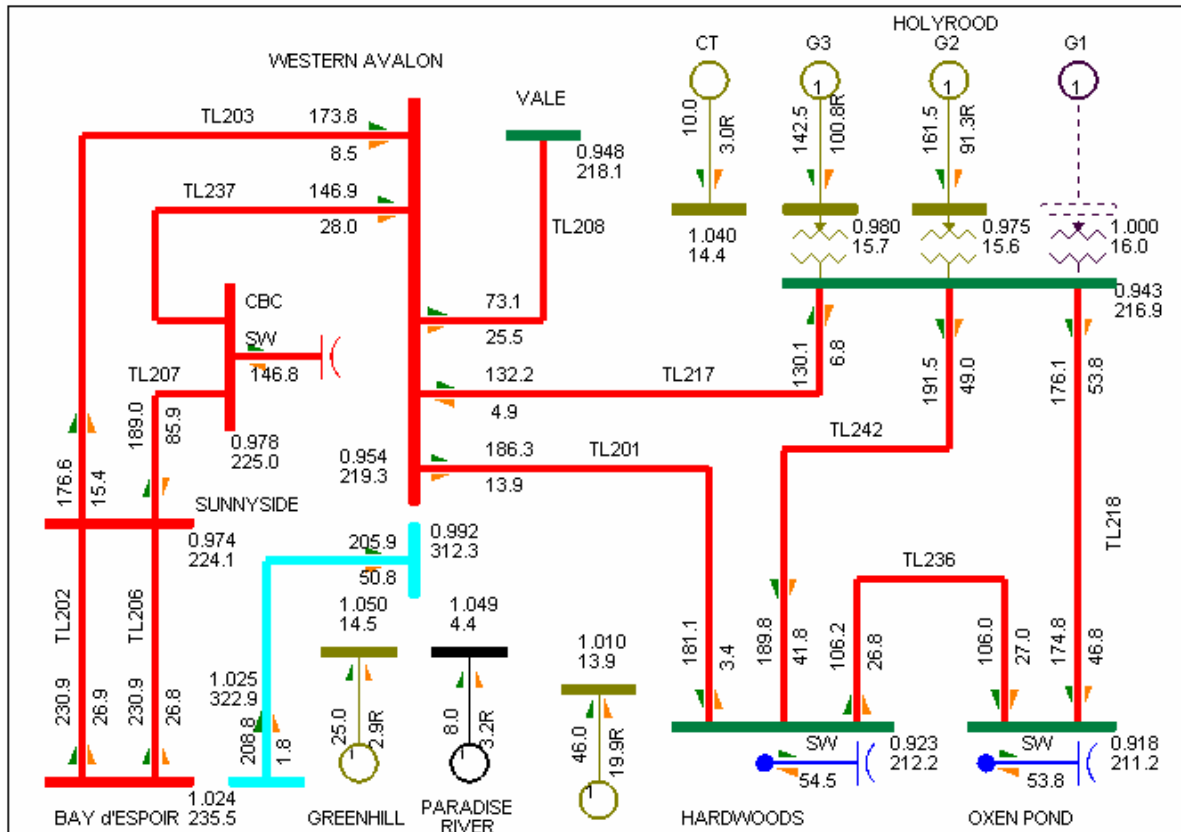 HOLYROOD
CT G3 G2 G1
WESTERN AVALON
1 1 1
VALE
TL203 173.8
8.5
10.0 3.0R 142.5 100.8R 161.5 91.3R
0.948
218.1
TL237 146.9
28.0
TL208
1.040
14.4
0.980
15.7
0.975
15.6
1.000
16.0
0.943
216.9
CBC
SW
146.8
73.1
25.5
TL207
189.0 85.9
132.2 TL217
4.9
130.1 6.8 191.5 49.0 176.1 53.8
0.978
225.0
0.954
219.3
186.3 TL201
13.9
TL242
176.6 15.4
SUNNYSIDE
0.974
224.1
205.9
50.8
0.992
312.3
TL218
TL236
TL202 TL206
1.050
14.5
1.049
4.4
1.010
13.9
181.1 3.4 189.8 41.8 106.2 26.8 106.0 27.0 174.8 46.8
230.9 26.9 230.9 26.8
1.025
322.9
208.8 1.8
25.0 2.9R 8.0 3.2R 46.0 19.9R
1 1 1
SW
54.5
0.923
212.2
SW
53.8
0.918
211.2
BAY d'ESPOIR
1.024
235.5
GREENHILL
PARADISE
RIVER
HARDWOODS
OXEN POND